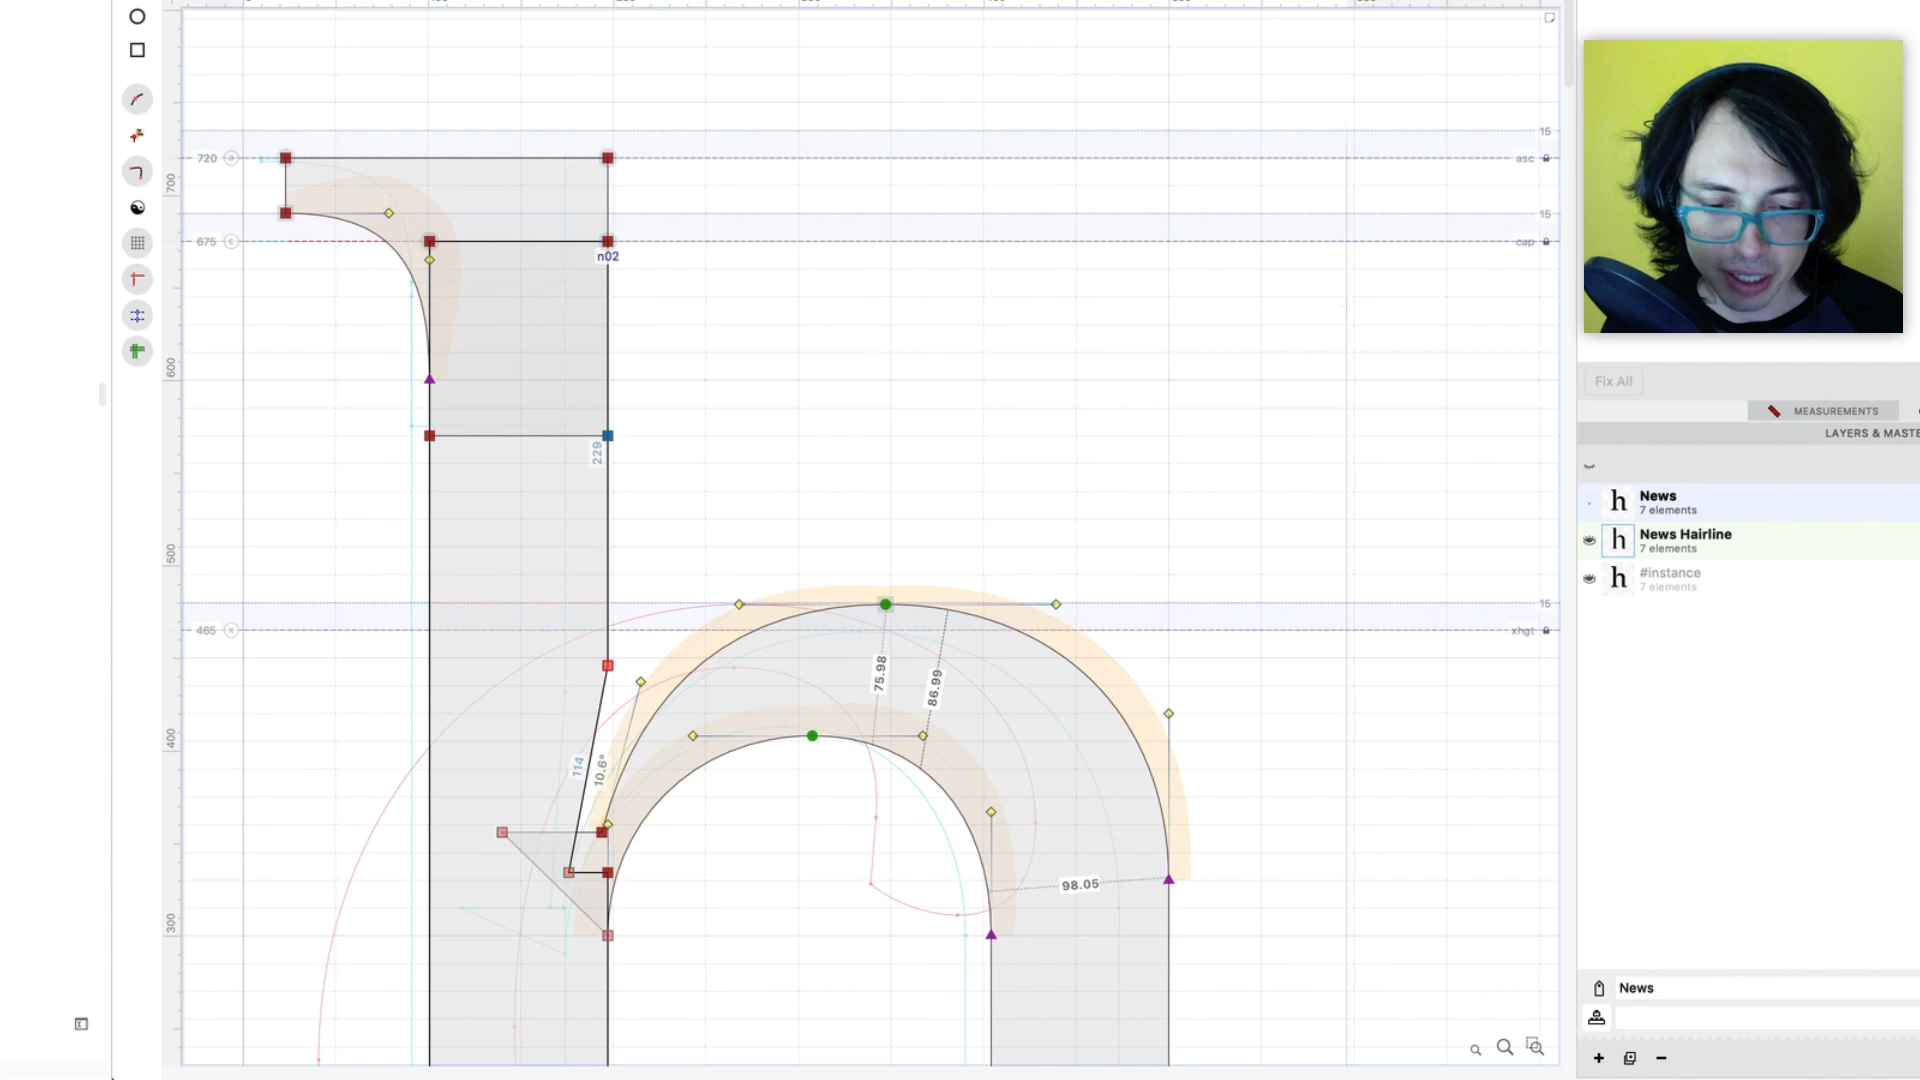 720
a
15
asc
700
15
675
c
cap
n02
600
229
500
15
465
x
xhgt
75.98
86.99
400
114
10.6°
98.05
300
Fix All
MEASUREMENTS
LAYERS & MASTE
h
News
7 elements
h
News Hairline
7 elements
h
#instance
7 elements
News